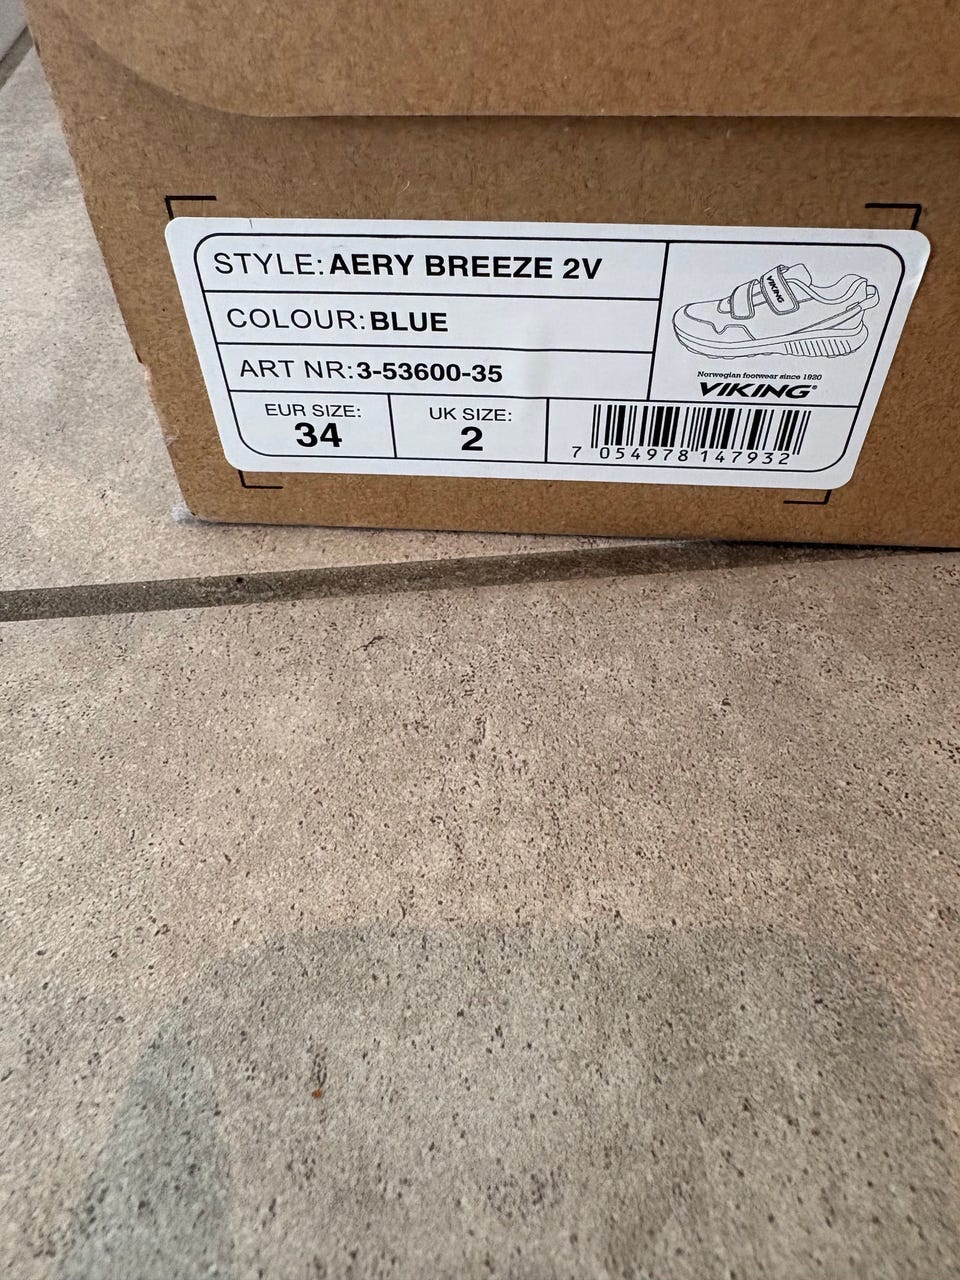 STYLE: AERY BREEZE 2V
COLOUR: BLUE
ART NR: 3-53600-35
EUR SIZE:
34
UK SIZE:
2
VIKING
Norwegian footwear since 1920
VIKING®
7 054978 147932